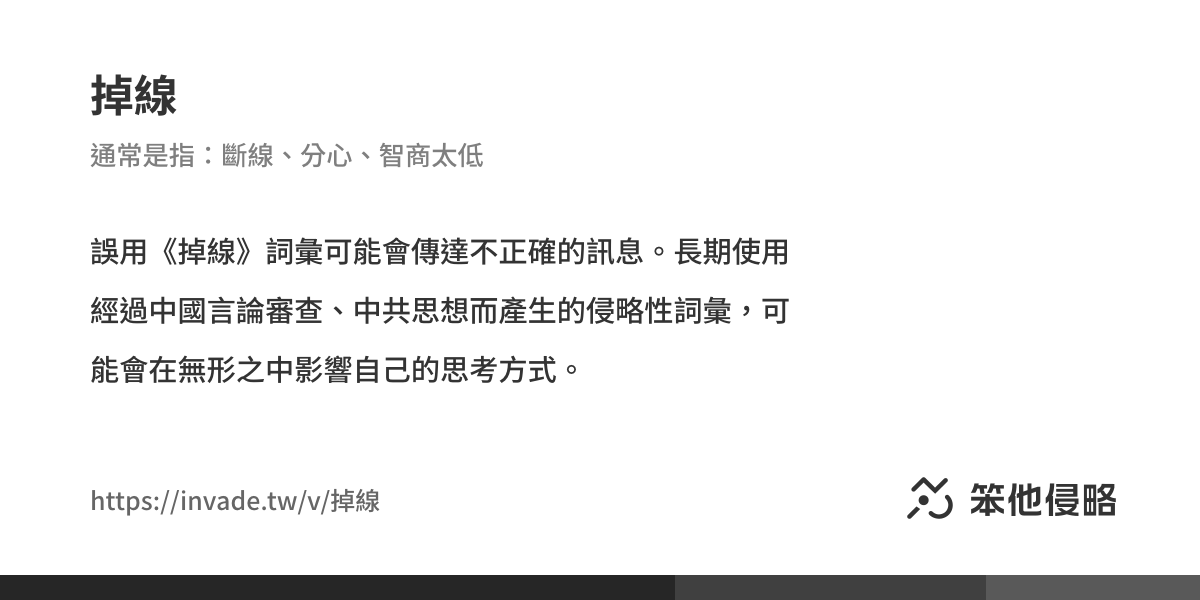 掉線
通常是指：斷線、分心、智商太低
誤用《掉線》詞彙可能會傳達不正確的訊息。長期使用
經過中國言論審查、中共思想而產生的侵略性詞彙，可
能會在無形之中影響自己的思考方式。
https://invade.tw/v/掉線
笨他侵略